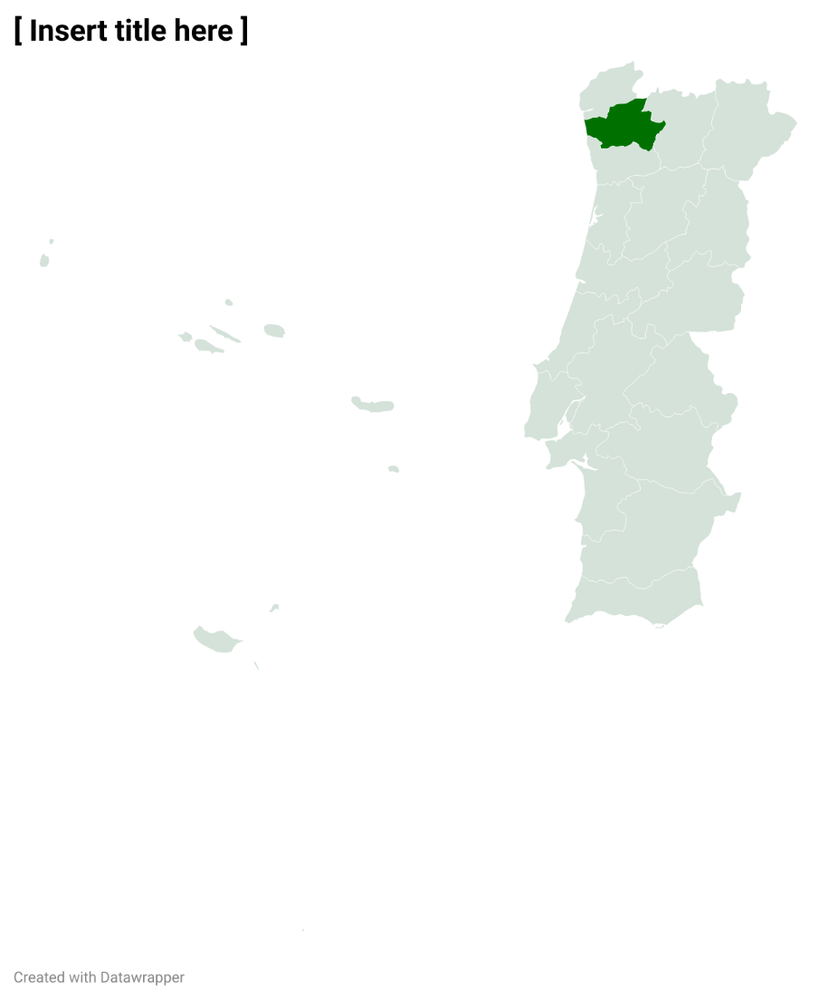 [ Insert title here ]
Created with Datawrapper